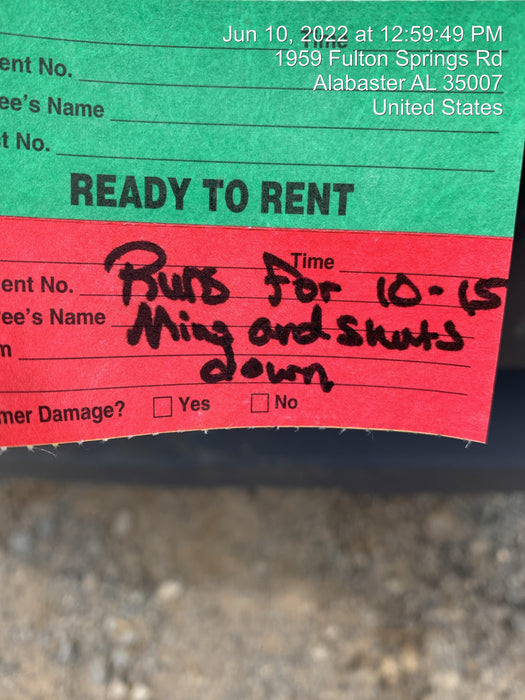 Jun 10, 2022 at 12:59:49 PM
1959 Fulton Springs Rd
Alabaster AL 35007
United States
Time
ent No.
ee's Name
t No.
READY TO RENT
Time
ent No.
Runs For 10-15
ee's Name
Ming and Shuts
m
down
mer Damage? Yes No